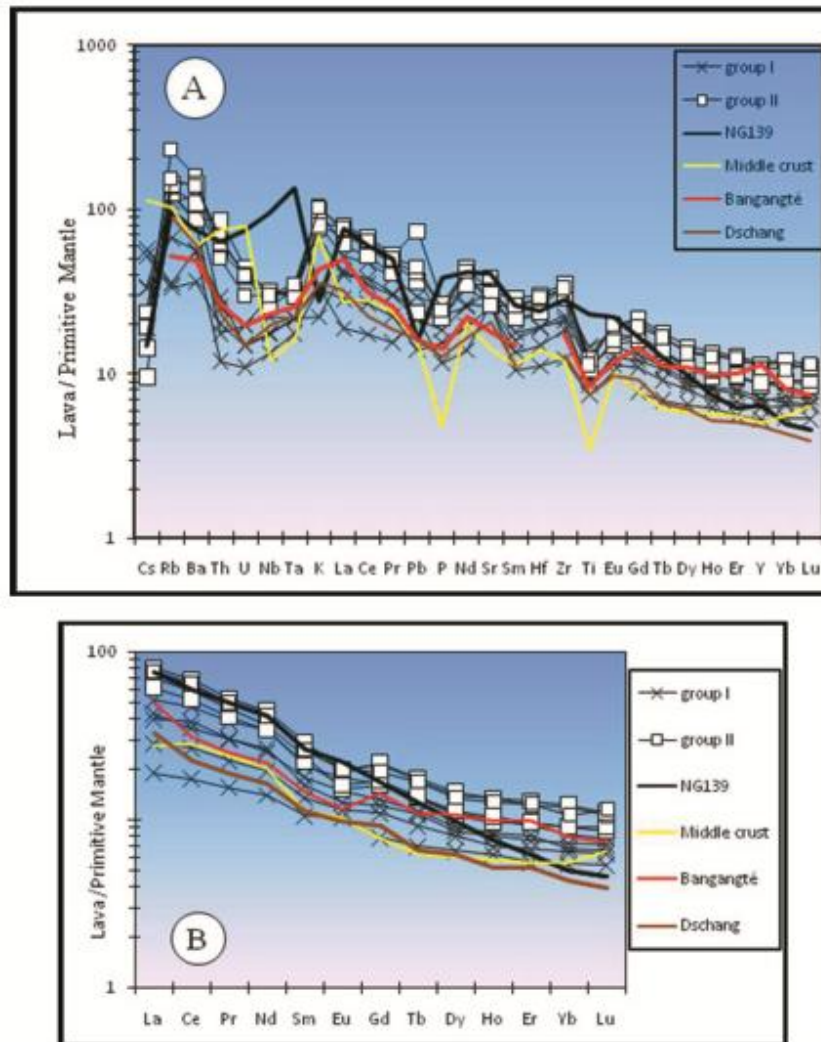 A
1000
100
10
1
Lava / Primitive Mantle
group I
group II
NG139
Middle crust
Bangangté
Dschang
Cs Rb Ba Th U Nb Ta K La Ce Pr Pb P Nd Sr Sm Hf Zr Ti Eu Gd Tb Dy Ho Er Y Yb Lu
100
10
1
Lava /Primitive Mantle
B
group I
group II
NG139
Middle crust
Bangangté
Dschang
La Ce Pr Nd Sm Eu Gd Tb Dy Ho Er Yb Lu